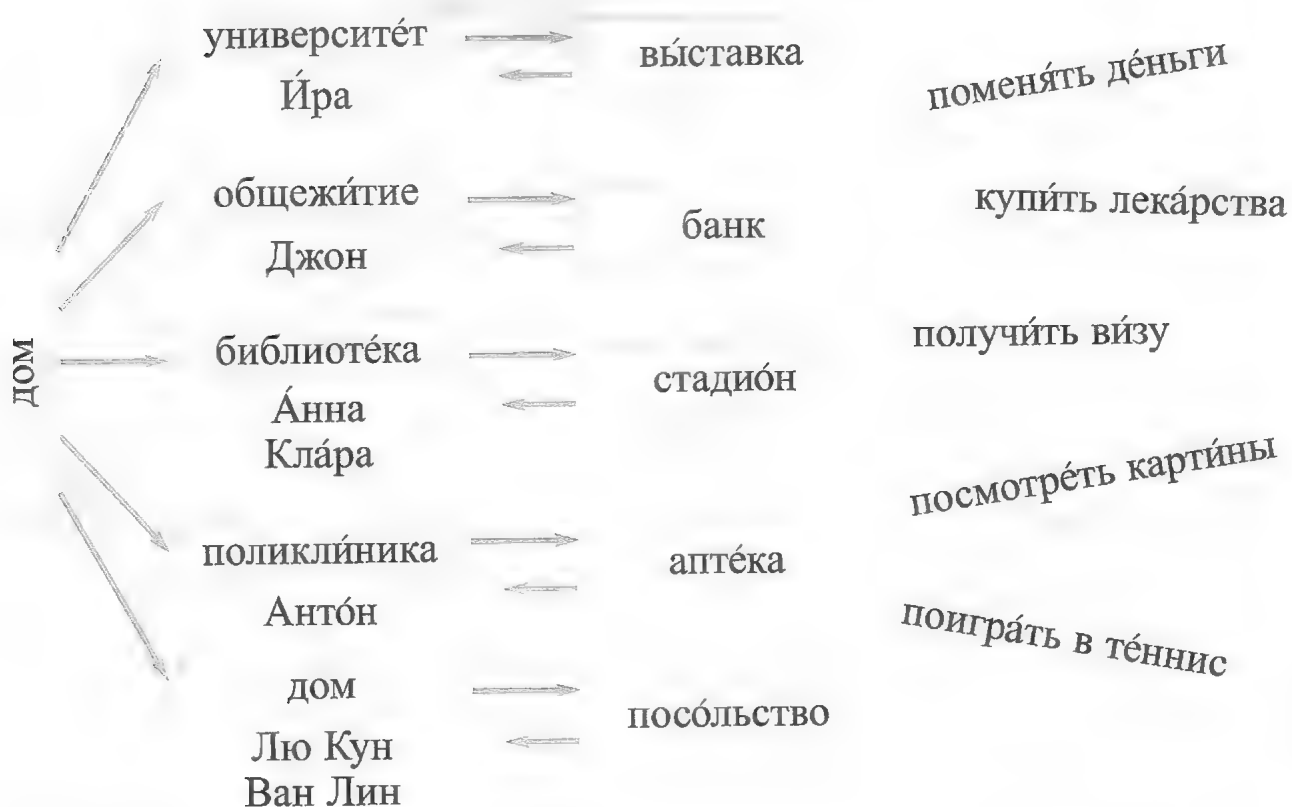 университе́т
И́ра
вы́ставка
поменя́ть де́ньги
общежи́тие
Джон
банк
купи́ть лека́рства
дом
библиоте́ка
А́нна
Кла́ра
стадио́н
получи́ть ви́зу
посмотре́ть карти́ны
поликли́ника
Анто́н
апте́ка
поигра́ть в те́ннис
дом
Лю Кун
Ван Лин
посо́льство